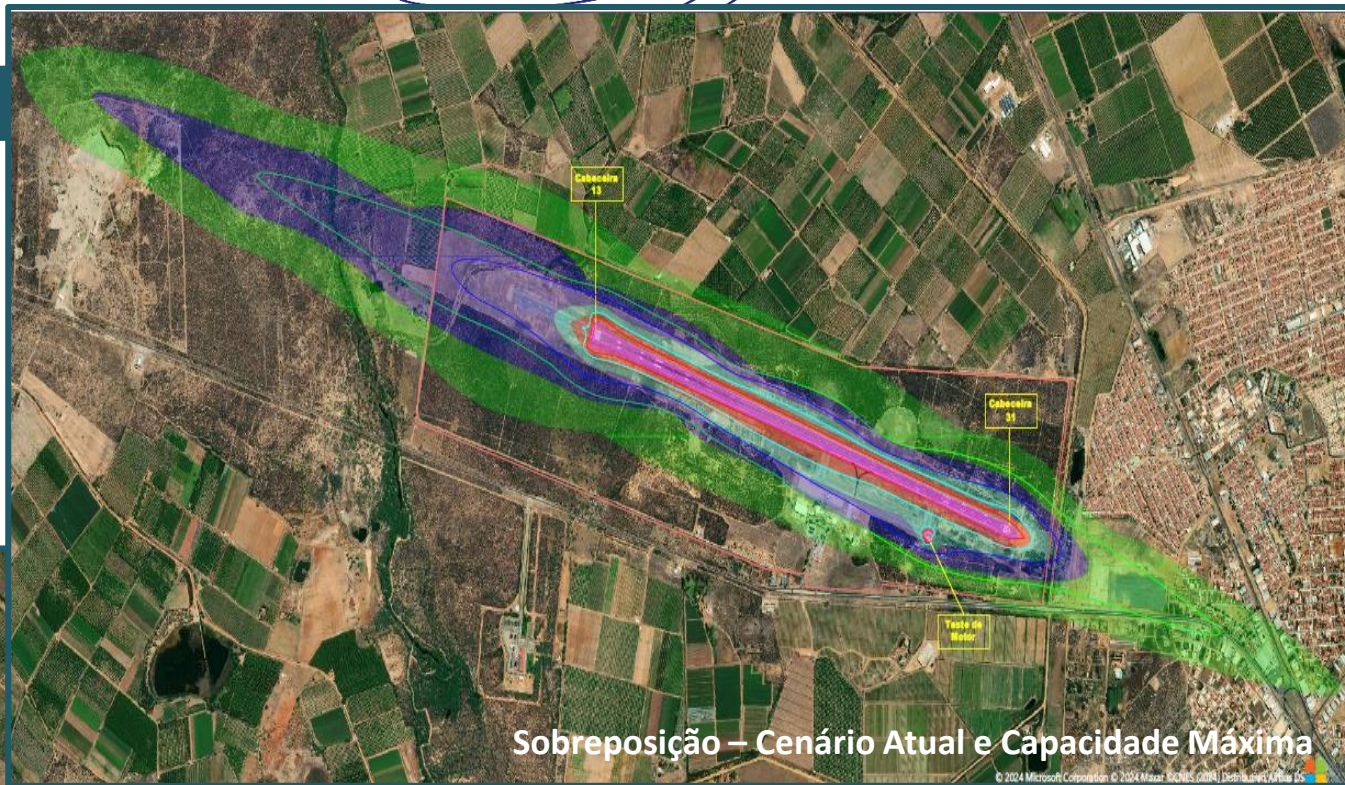 Cabeceira
13
Cabeceira
31
Teste de
Motor
Sobreposição – Cenário Atual e Capacidade Máxima
© 2024 Microsoft Corporation © 2024 Maxar ©CNES (2024) Distribution Airbus DS